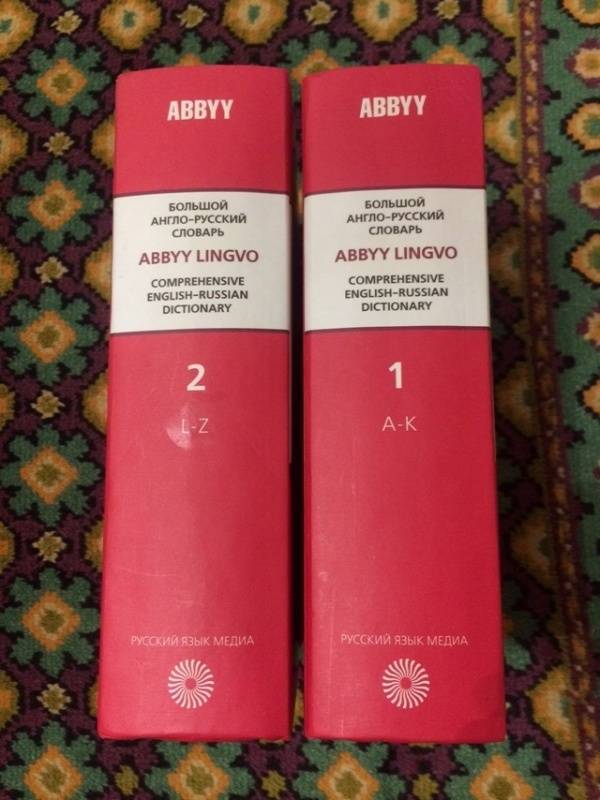 ABBYY
БОЛЬШОЙ
АНГЛО–РУССКИЙ
СЛОВАРЬ
ABBYY LINGVO
COMPREHENSIVE
ENGLISH–RUSSIAN
DICTIONARY
2
L-Z
РУССКИЙ ЯЗЫК МЕДИА
ABBYY
БОЛЬШОЙ
АНГЛО–РУССКИЙ
СЛОВАРЬ
ABBYY LINGVO
COMPREHENSIVE
ENGLISH–RUSSIAN
DICTIONARY
1
A-K
РУССКИЙ ЯЗЫК МЕДИА